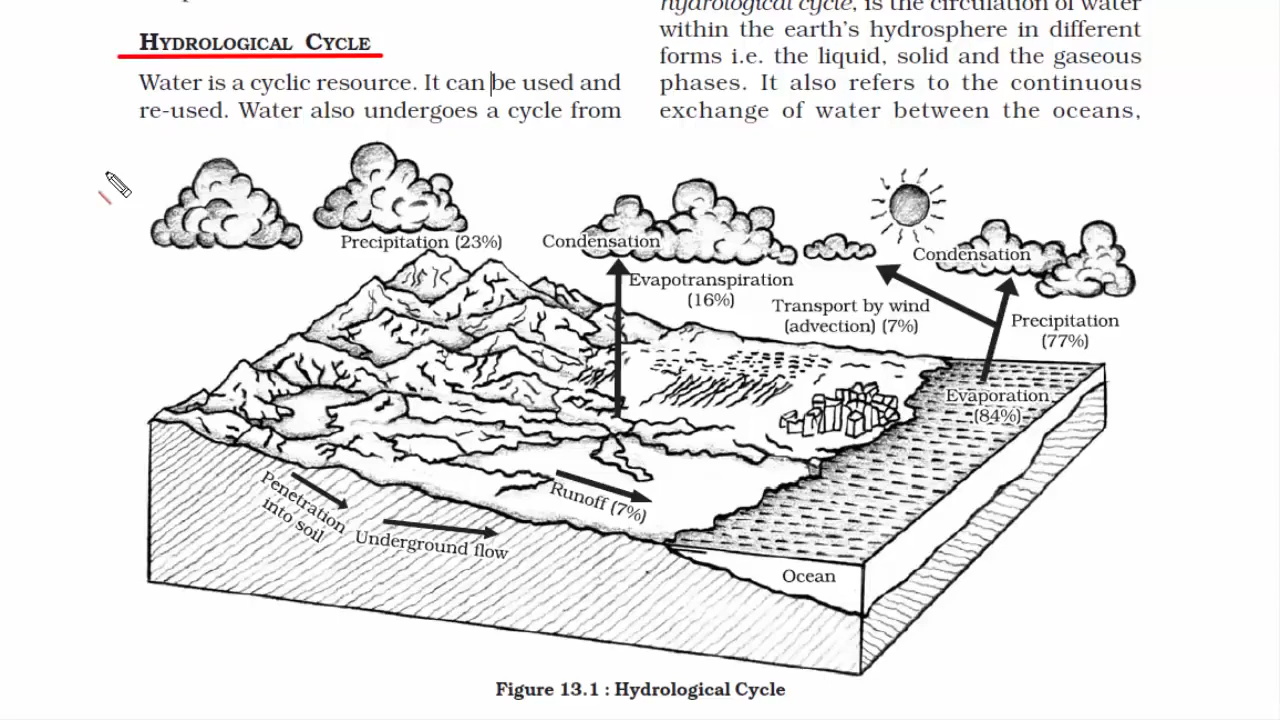 HYDROLOGICAL CYCLE
Water is a cyclic resource. It can be used and
re-used. Water also undergoes a cycle from
hydrological cycle, is the circulation of water
within the earth's hydrosphere in different
forms i.e. the liquid, solid and the gaseous
phases. It also refers to the continuous
exchange of water between the oceans,
Precipitation (23%)
Condensation
Evapotranspiration
(16%)
Condensation
Transport by wind
(advection) (7%)
Precipitation
(77%)
Evaporation
(84%)
Penetration
into soil
Underground flow
Runoff (7%)
Ocean
Figure 13.1 : Hydrological Cycle